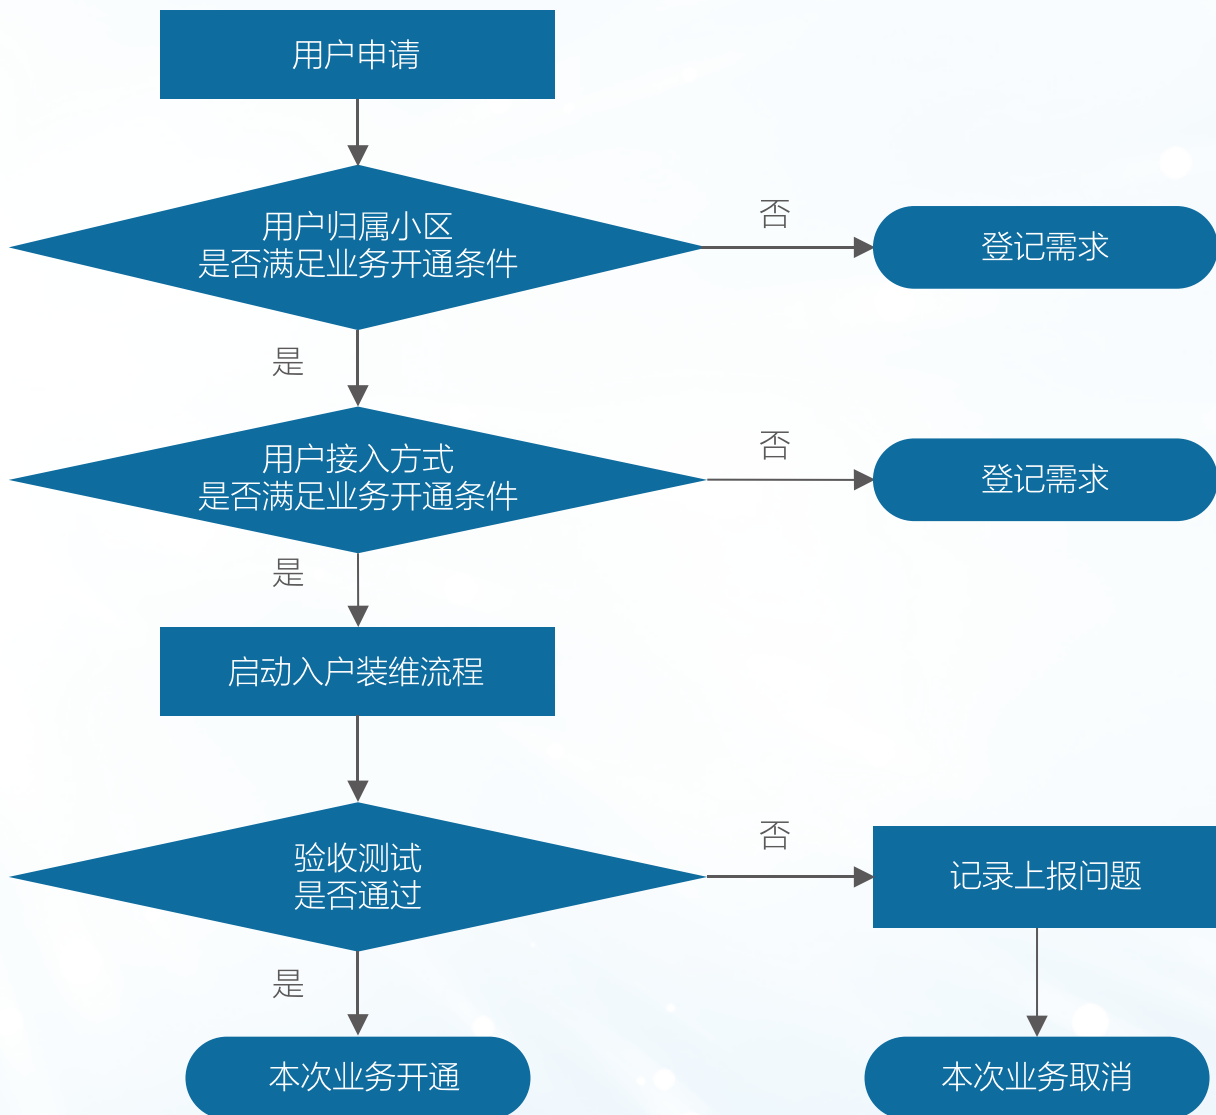 用户申请
用户归属小区
是否满足业务开通条件
否
登记需求
是
用户接入方式
是否满足业务开通条件
否
登记需求
是
启动入户装维流程
验收测试
是否通过
否
记录上报问题
是
本次业务开通
本次业务取消